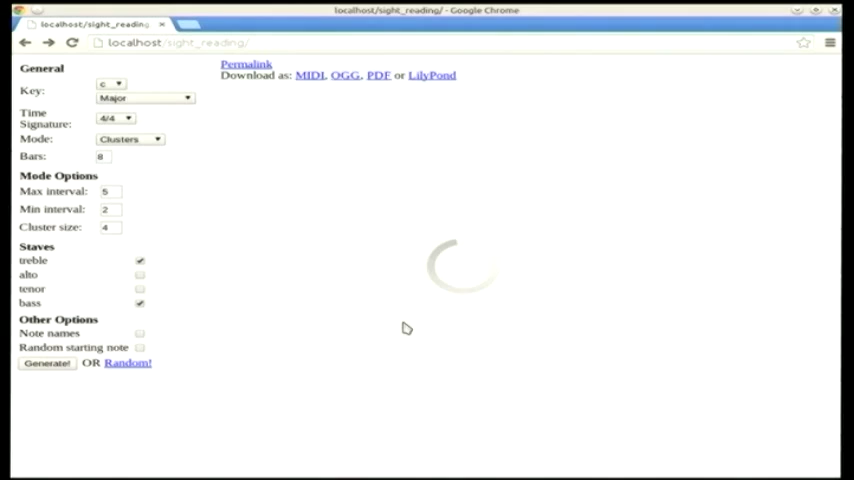 localhost/sight_reading/ - Google Chrome
localhost/sight_reading
localhost/sight_reading/
General
Key: c
Major
Time Signature: 4/4
Mode: Clusters
Bars: 8
Mode Options
Max interval: 5
Min interval: 2
Cluster size: 4
Staves
treble
alto
tenor
bass
Other Options
Note names
Random starting note
Generate! OR Random!
Permalink
Download as: MIDI, OGG, PDF or LilyPond